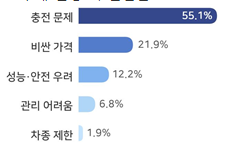 충전 문제 55.1%
비싼 가격 21.9%
성능·안전 우려 12.2%
관리 어려움 6.8%
차종 제한 1.9%